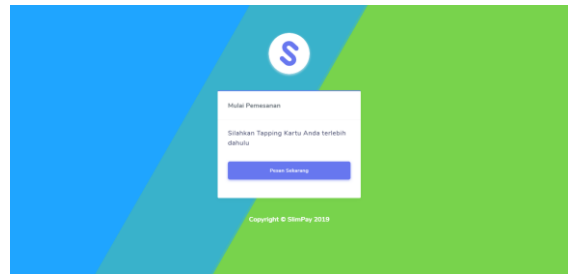 S
Mulai Pemesanan
Silahkan Tapping Kartu Anda terlebih
dahulu
Pesan Sekarang
Copyright © SlimPay 2019